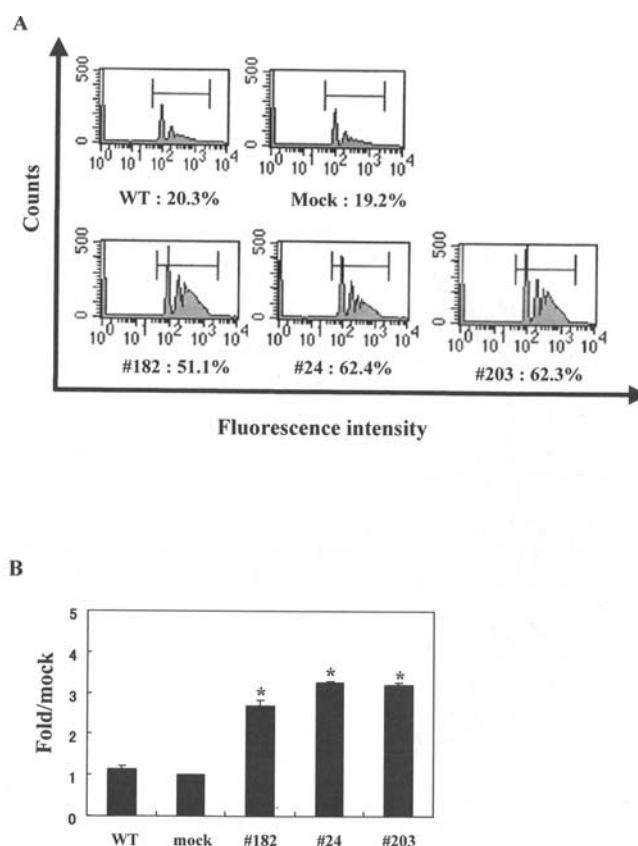 A
Counts
500
0
10^0 10^1 10^2 10^3 10^4
WT : 20.3%
500
0
10^0 10^1 10^2 10^3 10^4
Mock : 19.2%
500
0
10^0 10^1 10^2 10^3 10^4
#182 : 51.1%
500
0
10^0 10^1 10^2 10^3 10^4
#24 : 62.4%
500
0
10^0 10^1 10^2 10^3 10^4
#203 : 62.3%
Fluorescence intensity
B
Fold/mock
5
4
3
2
1
0
* * *
WT mock #182 #24 #203